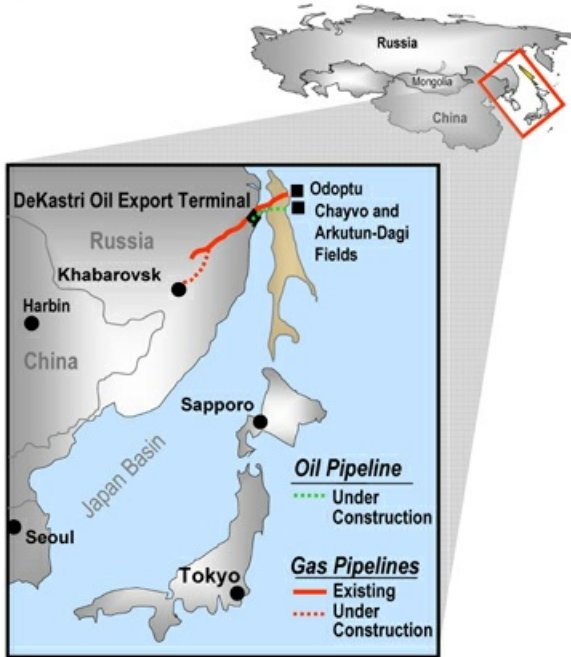 Russia
Mongolia
China
DeKastri Oil Export Terminal
Odoptu
Chayvo and
Arkutun-Dagi
Fields
Russia
Khabarovsk
Harbin
China
Sapporo
Japan Basin
Oil Pipeline
Under
Construction
Seoul
Tokyo
Gas Pipelines
Existing
Under
Construction